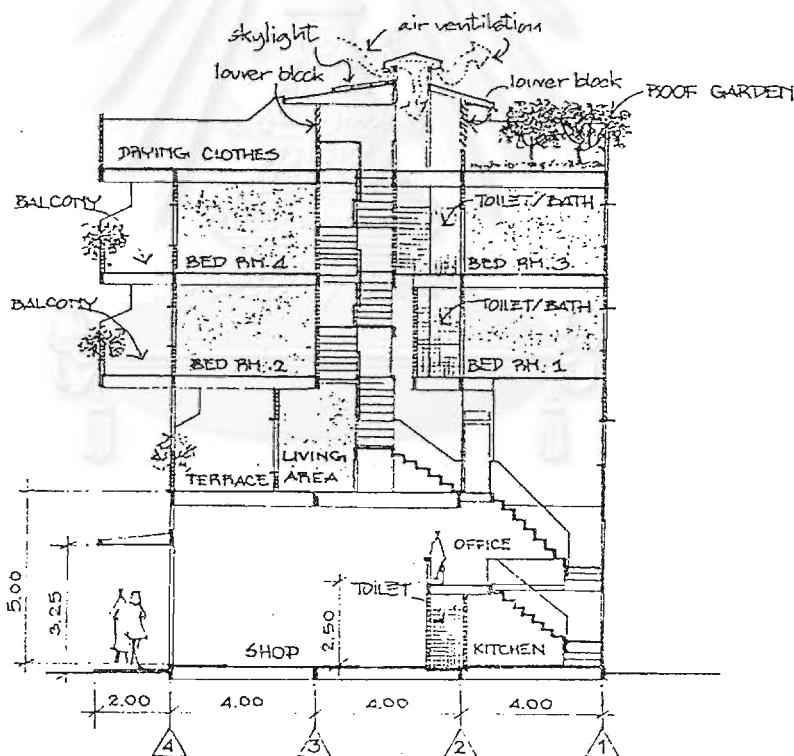 skylight
air ventilation
louver block
louver block
ROOF GARDEN
DRYING CLOTHES
BALCONY
TOILET/BATH
BED RM. 4
BED RM. 3
BALCONY
TOILET/BATH
BED RM. 2
BED RM. 1
LIVING
AREA
TERRACE
OFFICE
5.00
3.25
TOILET
2.50
SHOP
KITCHEN
2.00
4.00
4.00
4.00
4
3
2
1